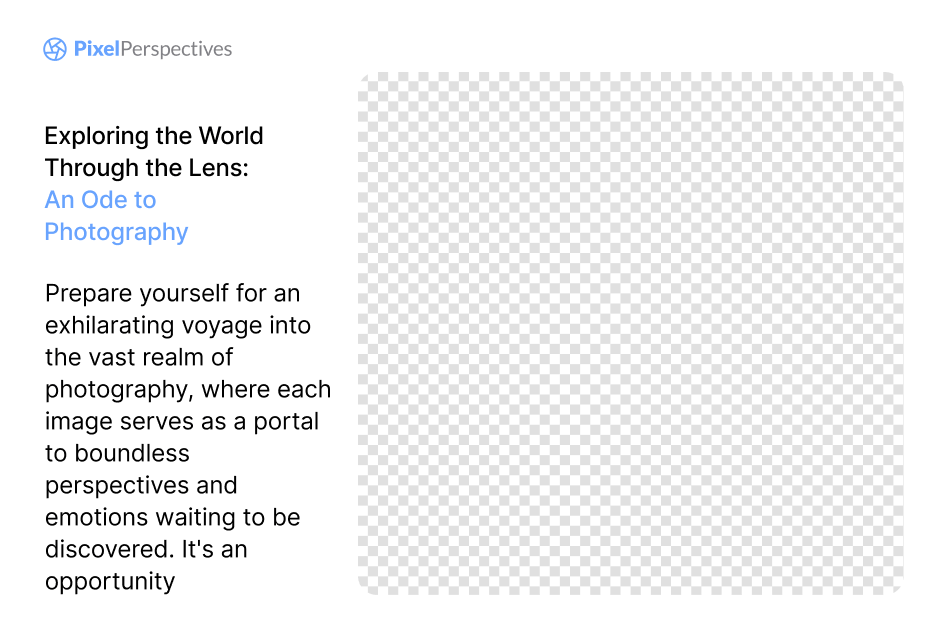 PixelPerspectives
Exploring the World
Through the Lens:
An Ode to
Photography
Prepare yourself for an
exhilarating voyage into
the vast realm of
photography, where each
image serves as a portal
to boundless
perspectives and
emotions waiting to be
discovered. It's an
opportunity